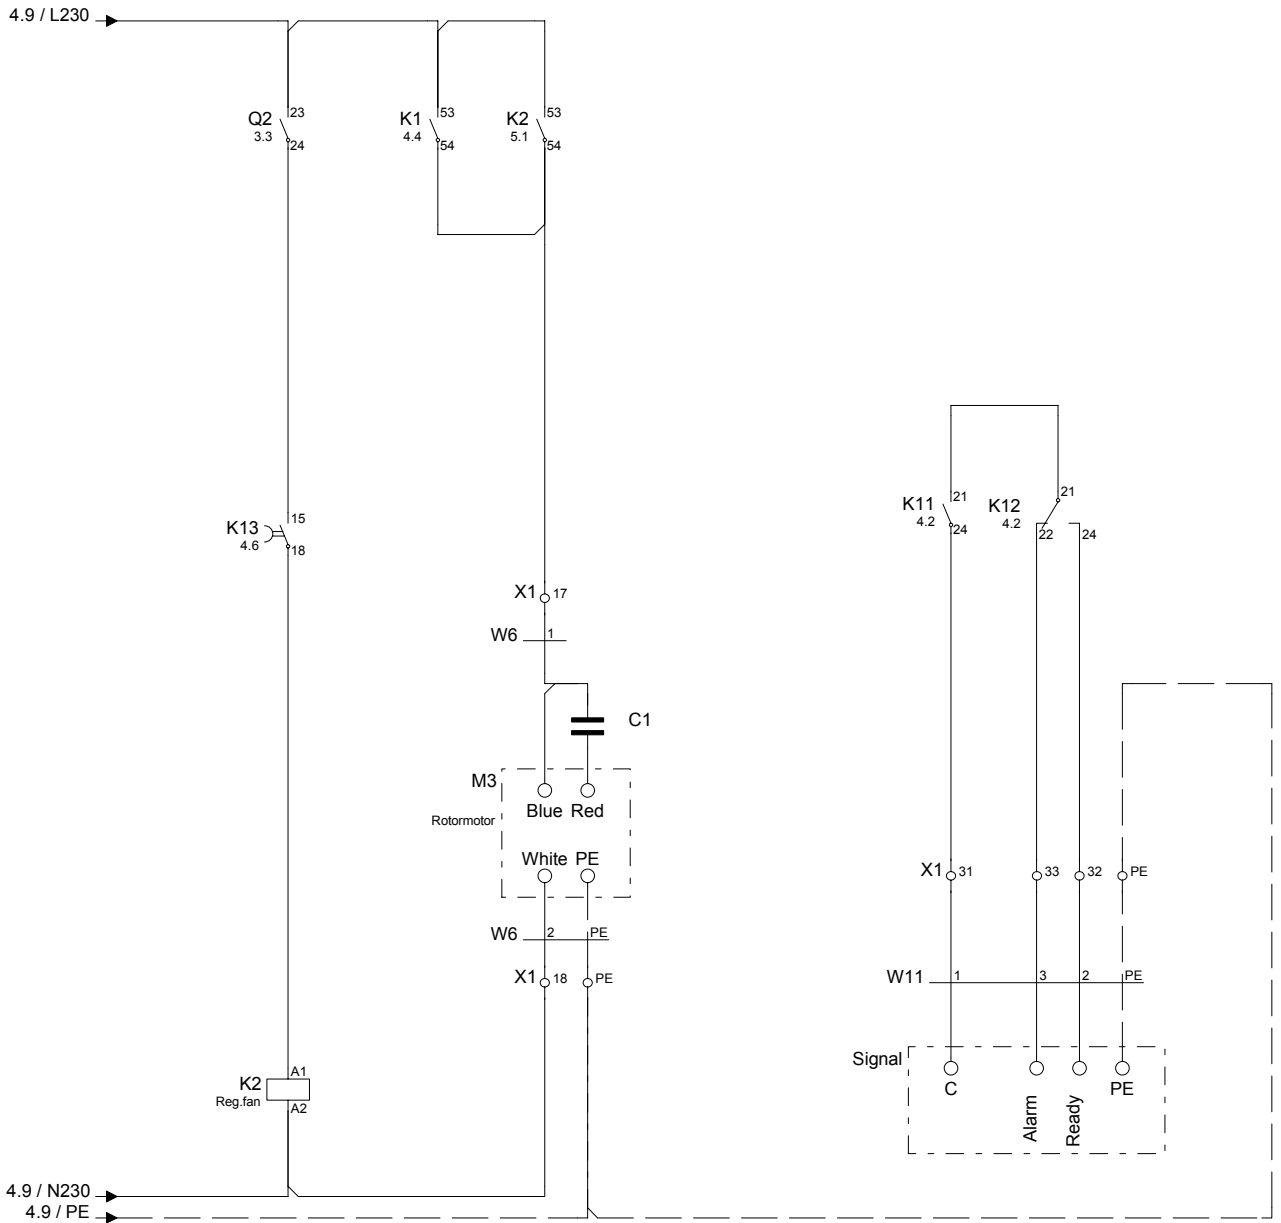 4.9 / L230
Q2
3.3
23
24
K1
4.4
53
54
K2
5.1
53
54
K11
4.2
21
24
K12
4.2
21
22
24
K13
4.6
15
18
X1
17
W6
1
C1
M3
Rotormotor
Blue Red
White PE
W6
2
PE
X1
18
PE
X1
31
33
32
PE
W11
1
3
2
PE
Signal
C
Alarm
Ready
PE
K2
Reg.fan
A1
A2
4.9 / N230
4.9 / PE